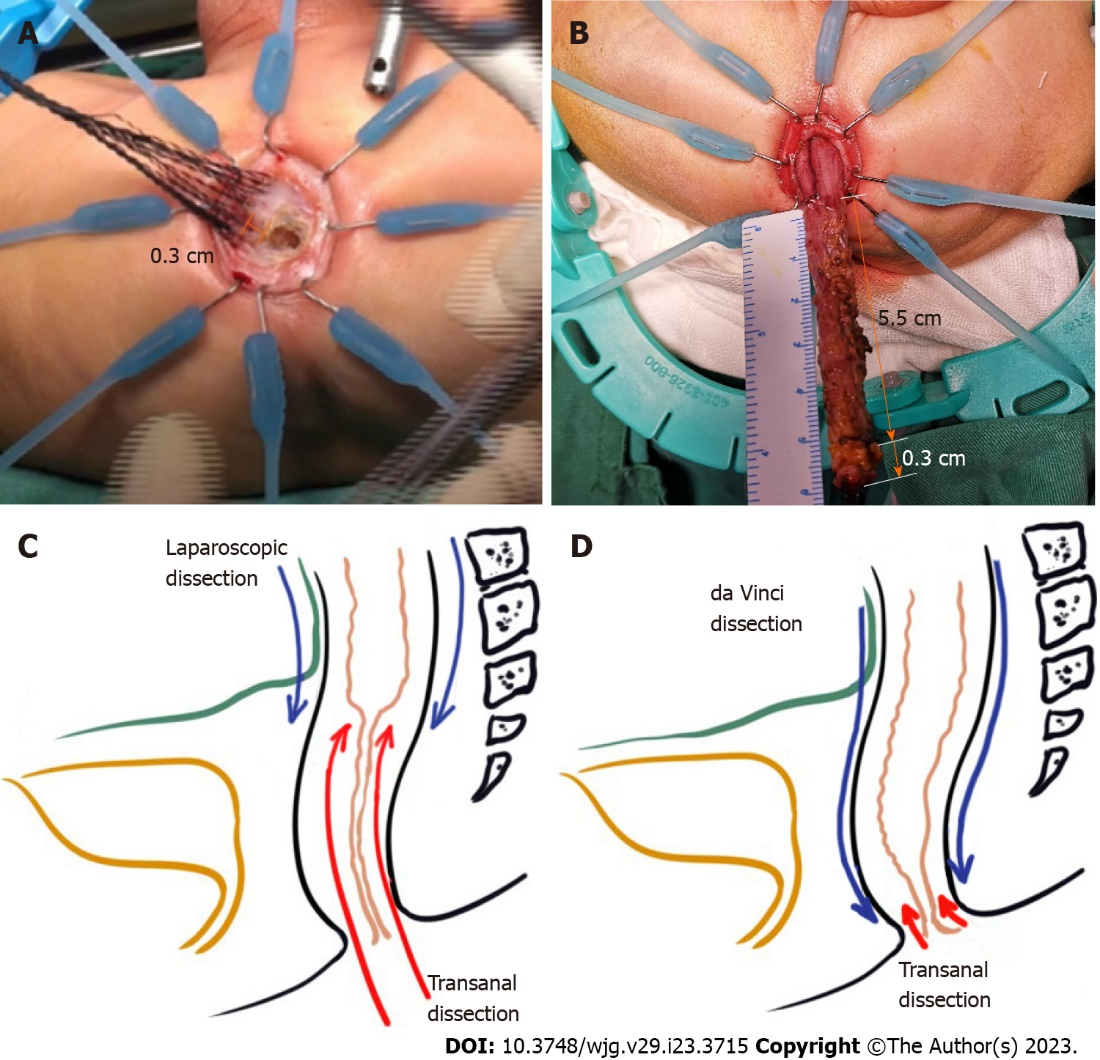 A
0.3 cm
B
5.5 cm
0.3 cm
C
Laparoscopic
dissection
Transanal
dissection
D
da Vinci
dissection
Transanal
dissection
DOI: 10.3748/wjg.v29.i23.3715 Copyright ©The Author(s) 2023.